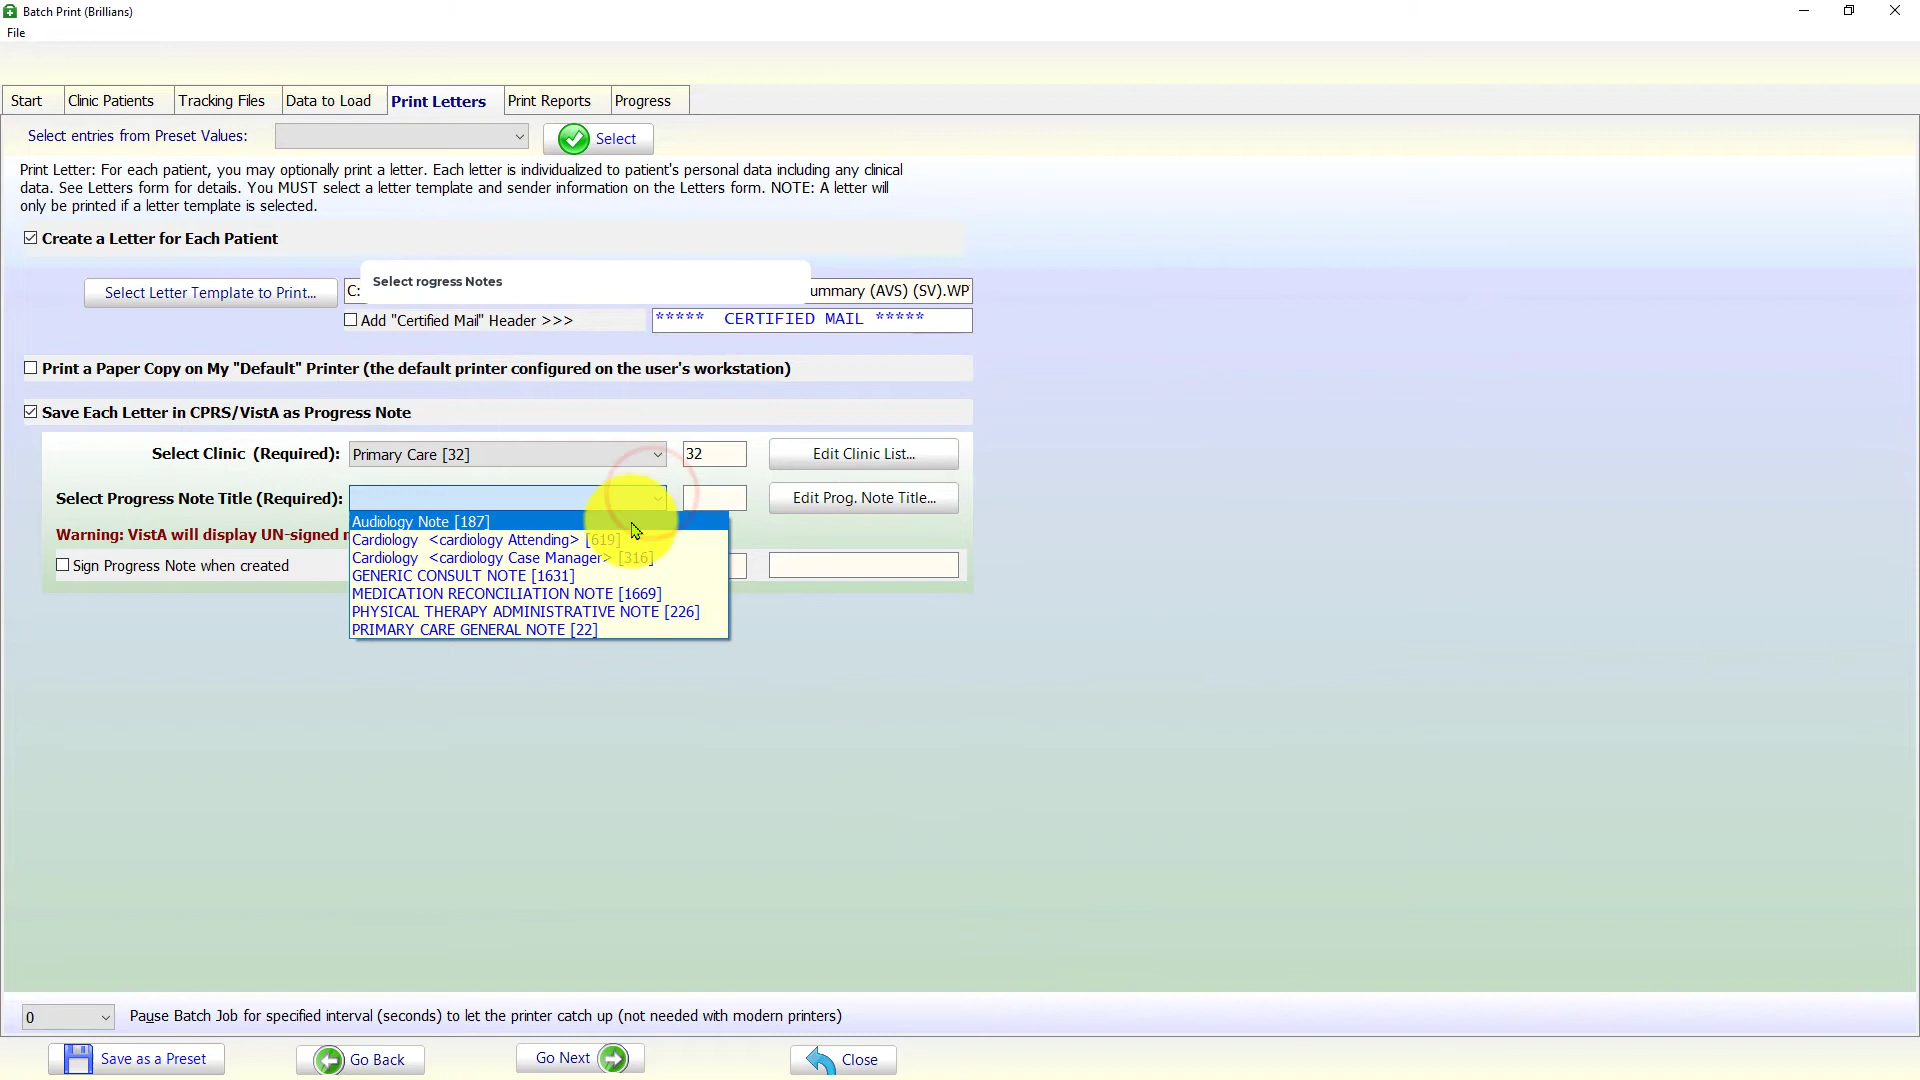 Batch Print (Brillians)
File
Start
Clinic Patients
Tracking Files
Data to Load
Print Letters
Print Reports
Progress
Select entries from Preset Values:
Select
Print Letter: For each patient, you may optionally print a letter. Each letter is individualized to patient's personal data including any clinical
data. See Letters form for details. You MUST select a letter template and sender information on the Letters form. NOTE: A letter will
only be printed if a letter template is selected.
Create a Letter for Each Patient
Select rogress Notes
Select Letter Template to Print...
C:
ummary (AVS) (SV).WP
Add "Certified Mail" Header >>>
***** CERTIFIED MAIL *****
Print a Paper Copy on My "Default" Printer (the default printer configured on the user's workstation)
Save Each Letter in CPRS/VistA as Progress Note
Select Clinic (Required):
Primary Care [32]
32
Edit Clinic List...
Select Progress Note Title (Required):
Edit Prog. Note Title...
Audiology Note [187]
Warning: VistA will display UN-signed n
Cardiology <cardiology Attending> [619]
Cardiology <cardiology Case Manager> [316]
Sign Progress Note when created
GENERIC CONSULT NOTE [1631]
MEDICATION RECONCILIATION NOTE [1669]
PHYSICAL THERAPY ADMINISTRATIVE NOTE [226]
PRIMARY CARE GENERAL NOTE [22]
0
Pause Batch Job for specified interval (seconds) to let the printer catch up (not needed with modern printers)
Save as a Preset
Go Back
Go Next
Close